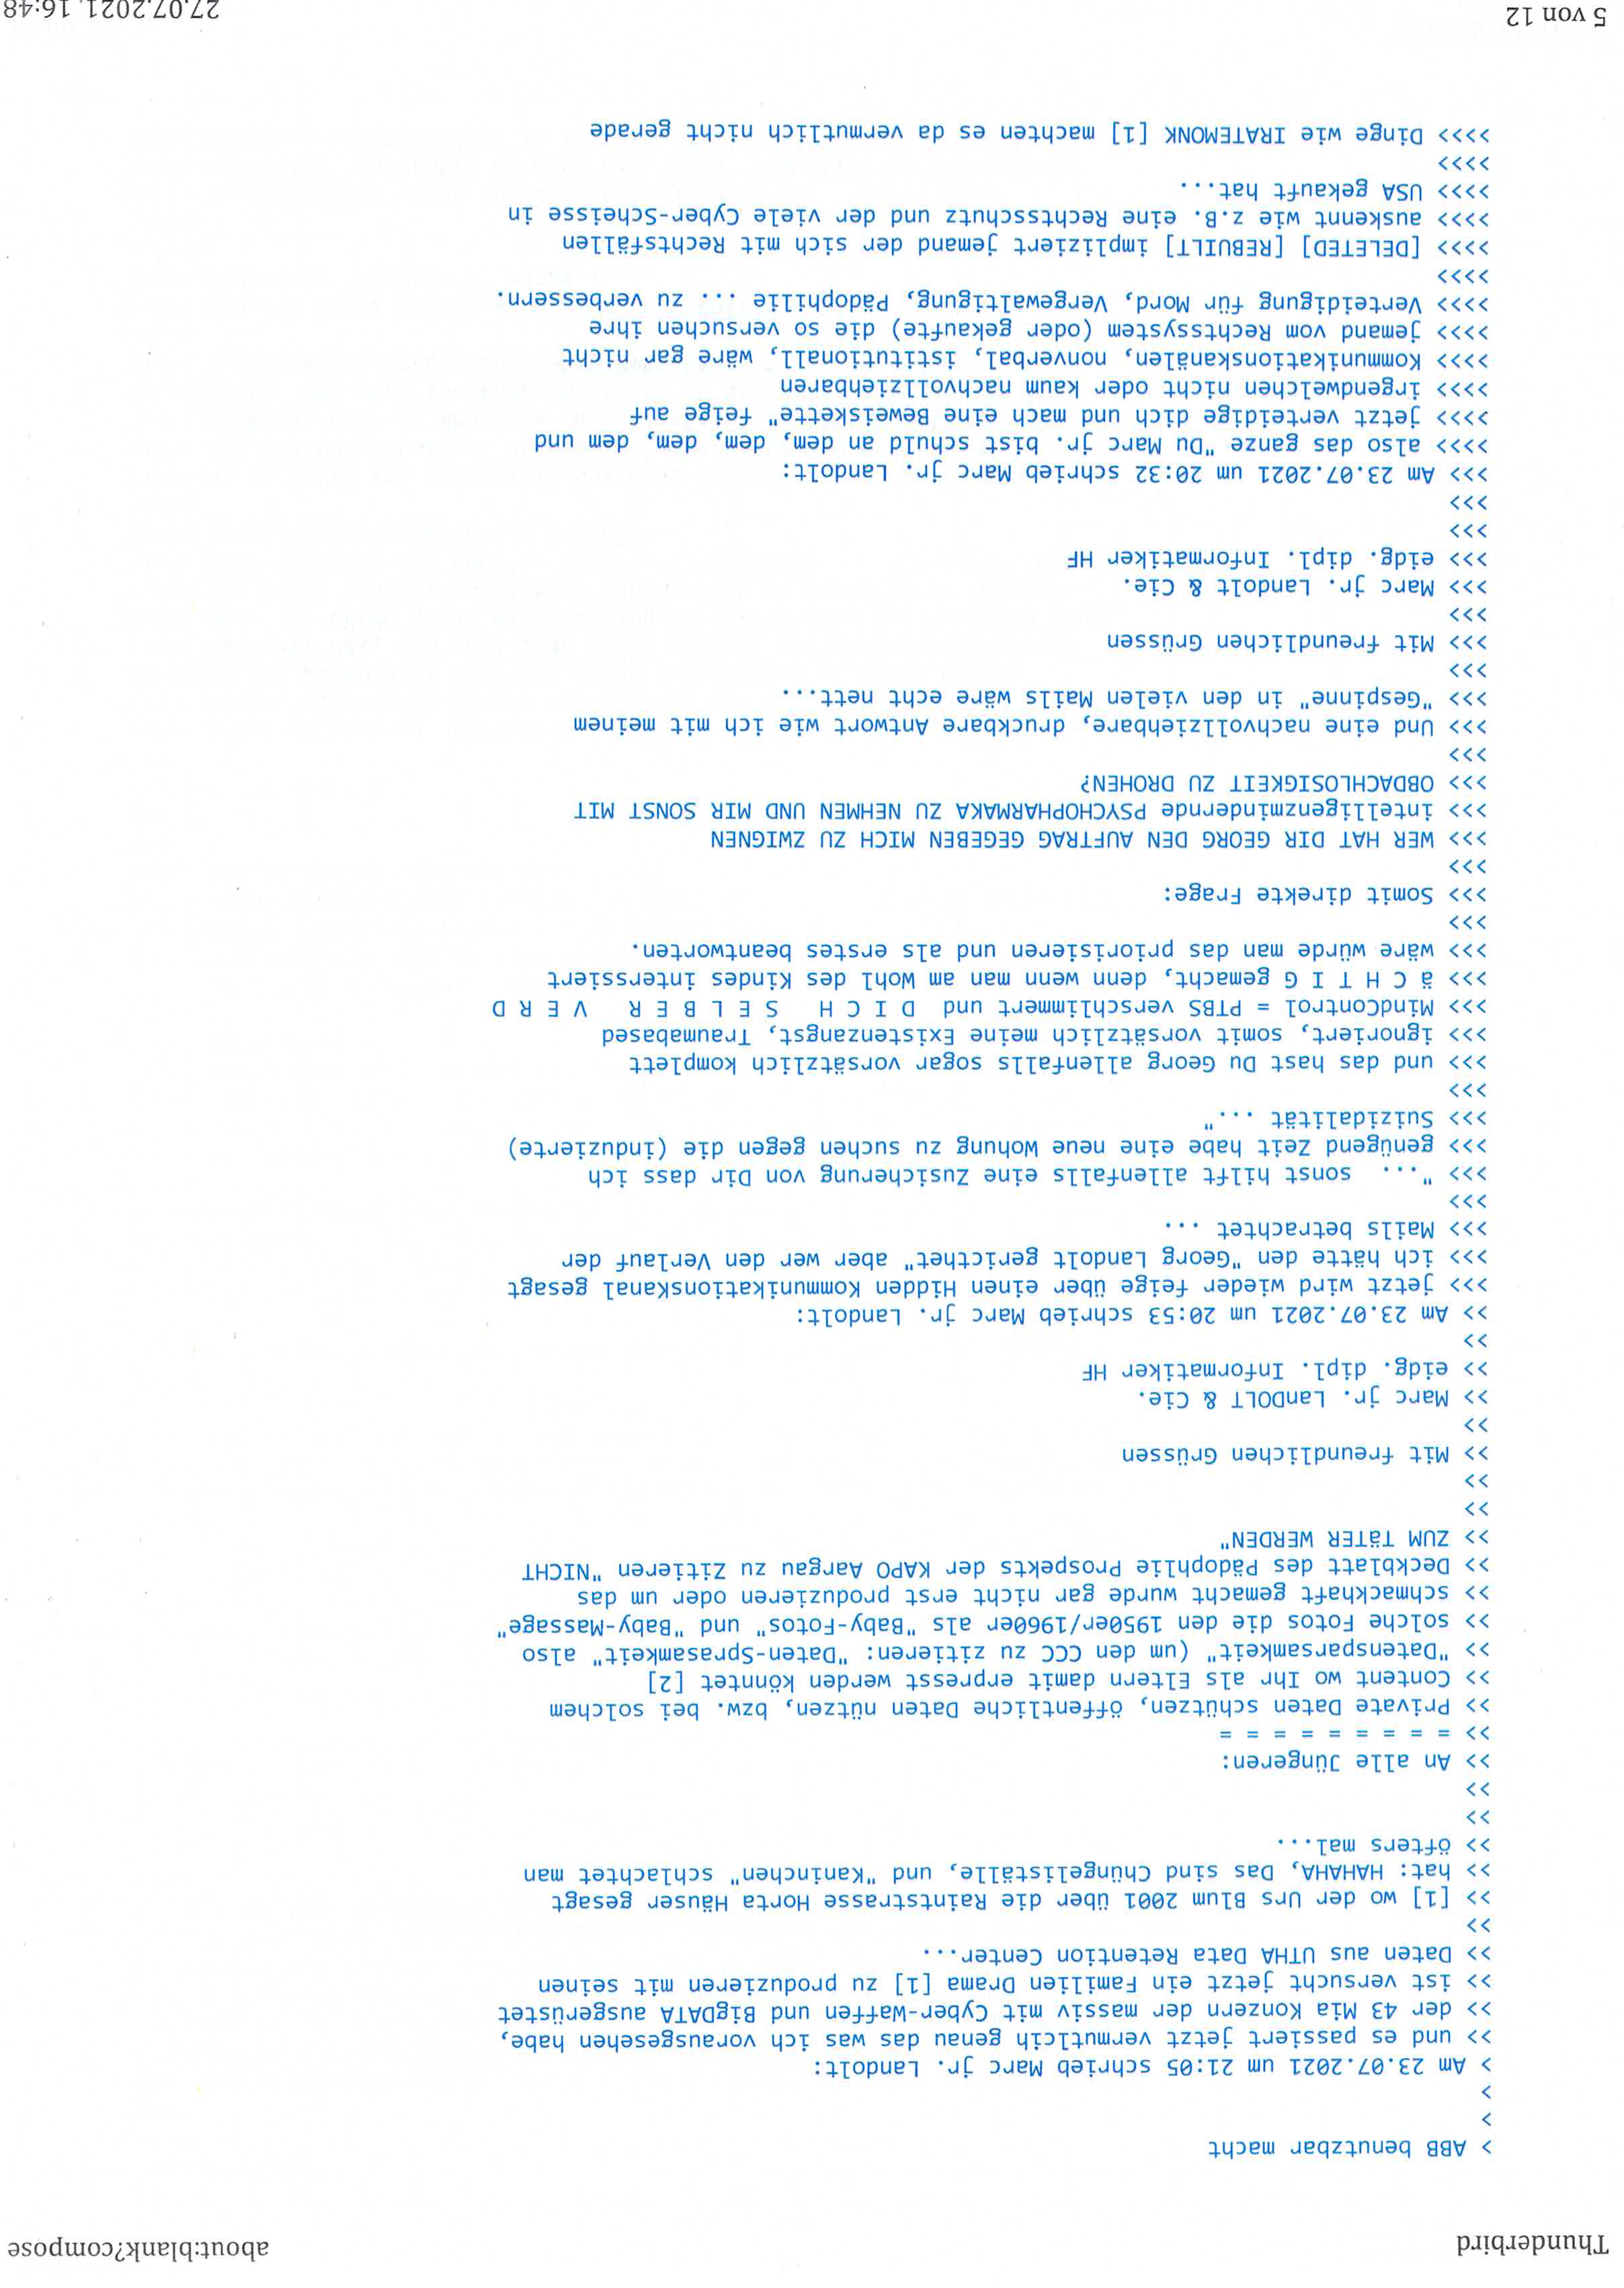 Thunderbird about:blank?compose
> ABB benutzbar macht
>
>
> Am 23.07.2021 um 21:05 schrieb Marc jr. Landolt:
>> und es passiert jetzt vermutlcih genau das was ich vorausgesehen habe,
>> der 43 Mia Konzern der massiv mit Cyber-Waffen und BigDATA ausgerüstet
>> ist versucht jetzt ein Familien Drama [1] zu produzieren mit seinen
>> Daten aus UTHA Data Retention Center...
>>
>> [1] wo der Urs Blum 2001 über die Raintstrasse Horta Häuser gesagt
>> hat: HAHAHA, Das sind Chüngeliställe, und "Kaninchen" schlachtet man
>> öfters mal...
>>
>>
>> An alle Jüngeren:
>> = = = = = = = = =
>> Private Daten schützen, öffentliche Daten nützen, bzw. bei solchem
>> Content wo Ihr als Eltern damit erpresst werden könntet [2]
>> "Datensparsamkeit" (um den CCC zu zitieren: "Daten-Sprasamkeit" also
>> solche Fotos die den 1950er/1960er als "Baby-Fotos" und "Baby-Massage"
>> schmackhaft gemacht wurde gar nicht erst produzieren oder um das
>> Deckblatt des Pädophilie Prospekts der KAPO Aargau zu Zitieren "NICHT
>> ZUM TäTER WERDEN"
>>
>>
>> Mit freundlichen Grüssen
>>
>> Marc jr. LanDOLT & Cie.
>> eidg. dipl. Informatiker HF
>>
>> Am 23.07.2021 um 20:53 schrieb Marc jr. Landolt:
>>> jetzt wird wieder feige über einen Hidden Kommunikationskanal gesagt
>>> ich hätte den "Georg Landolt gericthet" aber wer den Verlauf der
>>> Mails betrachtet ...
>>>
>>> "...  sonst hilft allenfalls eine Zusicherung von Dir dass ich
>>> genügend Zeit habe eine neue Wohung zu suchen gegen die (induzierte)
>>> Suizidalität ..."
>>>
>>> und das hast Du Georg allenfalls sogar vorsätzlich komplett
>>> ignoriert, somit vorsätzlich meine Existenzangst, Traumabased
>>> MindControl = PTBS verschlimmert und  D I C H   S E L B E R   V E R D
>>> ä C H T I G gemacht, denn wenn man am Wohl des Kindes interssiert
>>> wäre würde man das priorisieren und als erstes beantworten.
>>>
>>> Somit direkte Frage:
>>>
>>> WER HAT DIR GEORG DEN AUFTRAG GEGEBEN MICH ZU ZWIGNEN
>>> intelligenzmindernde PSYCHOPHARMAKA ZU NEHMEN UND MIR SONST MIT
>>> OBDACHLOSIGKEIT ZU DROHEN?
>>>
>>> Und eine nachvollziehbare, druckbare Antwort wie ich mit meinem
>>> "Gespinne" in den vielen Mails wäre echt nett...
>>>
>>> Mit freundlichen Grüssen
>>>
>>> Marc jr. Landolt & Cie.
>>> eidg. dipl. Informatiker HF
>>>
>>>
>>> Am 23.07.2021 um 20:32 schrieb Marc jr. Landolt:
>>>> also das ganze "Du Marc jr. bist schuld an dem, dem, dem, dem und
>>>> jetzt verteidige dich und mach eine Beweiskette" feige auf
>>>> irgendwelchen nicht oder kaum nachvollziehbaren
>>>> Kommunikationskanälen, nonverbal, istitutionall, wäre gar nicht
>>>> jemand vom Rechtssystem (oder gekaufte) die so versuchen ihre
>>>> Verteidigung für Mord, Vergewaltigung, Pädophilie ... zu verbessern.
>>>>
>>>> [DELETED] [REBUILT] impliziert jemand der sich mit Rechtsfällen
>>>> auskennt wie z.B. eine Rechtsschutz und der viele Cyber-Scheisse in
>>>> USA gekauft hat...
>>>>
>>>> Dinge wie IRATEMONK [1] machten es da vermutlich nicht gerade
5 von 12 27.07.2021, 16:48